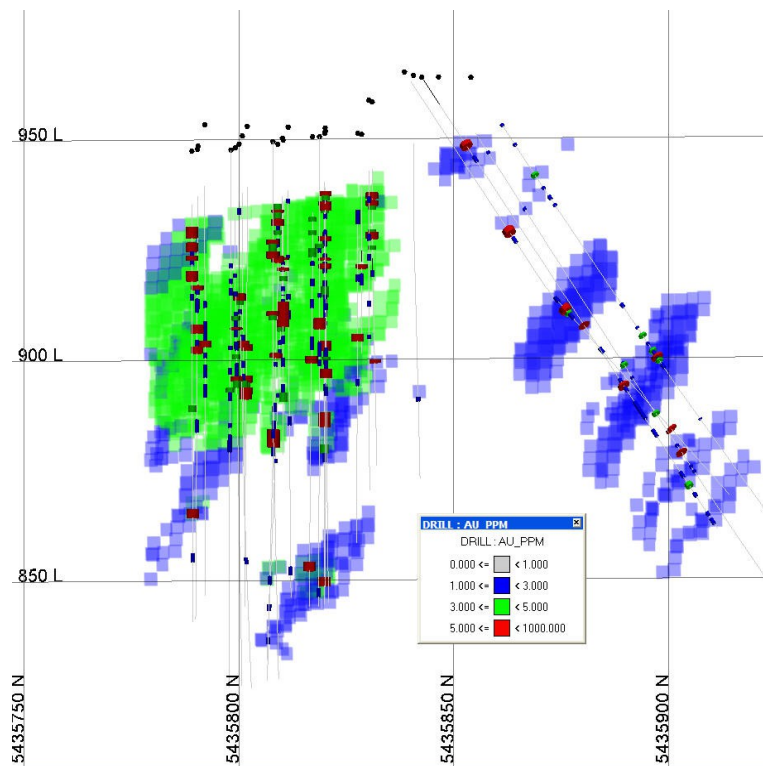 950 L
900 L
850 L
DRILL : AU_PPM
DRILL : AU_PPM
0.000 <= < 1.000
1.000 <= < 3.000
3.000 <= < 5.000
5.000 <= < 1000.000
5435750 N
5435800 N
5435850 N
5435900 N